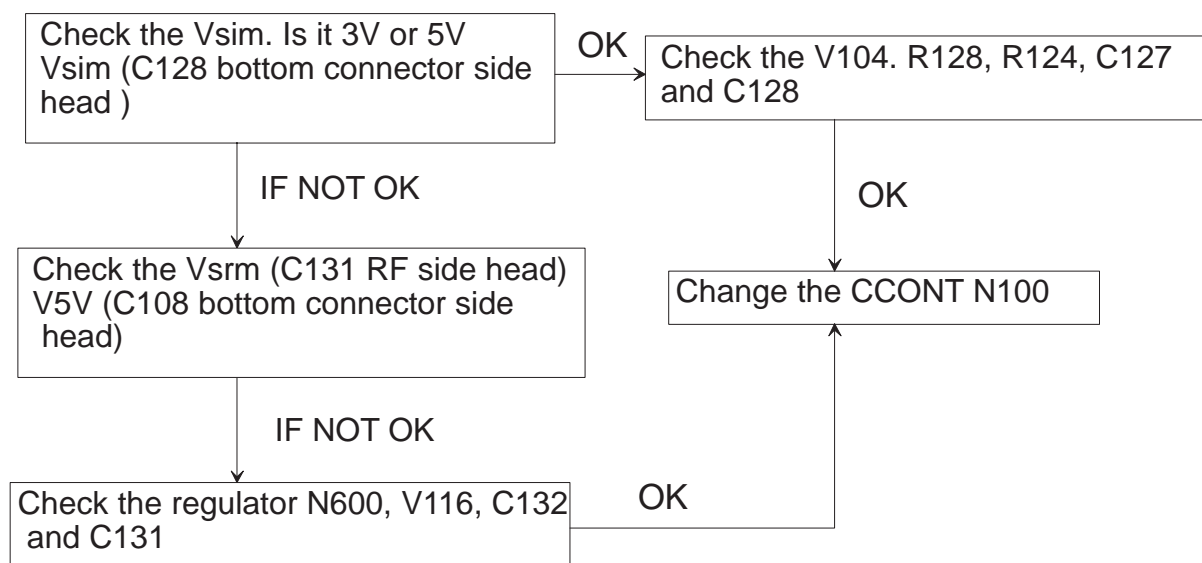 Check the Vsim. Is it 3V or 5V
Vsim (C128 bottom connector side
head )
OK
Check the V104. R128, R124, C127
and C128
IF NOT OK
OK
Check the Vsrm (C131 RF side head)
V5V (C108 bottom connector side
head)
Change the CCONT N100
IF NOT OK
Check the regulator N600, V116, C132
and C131
OK